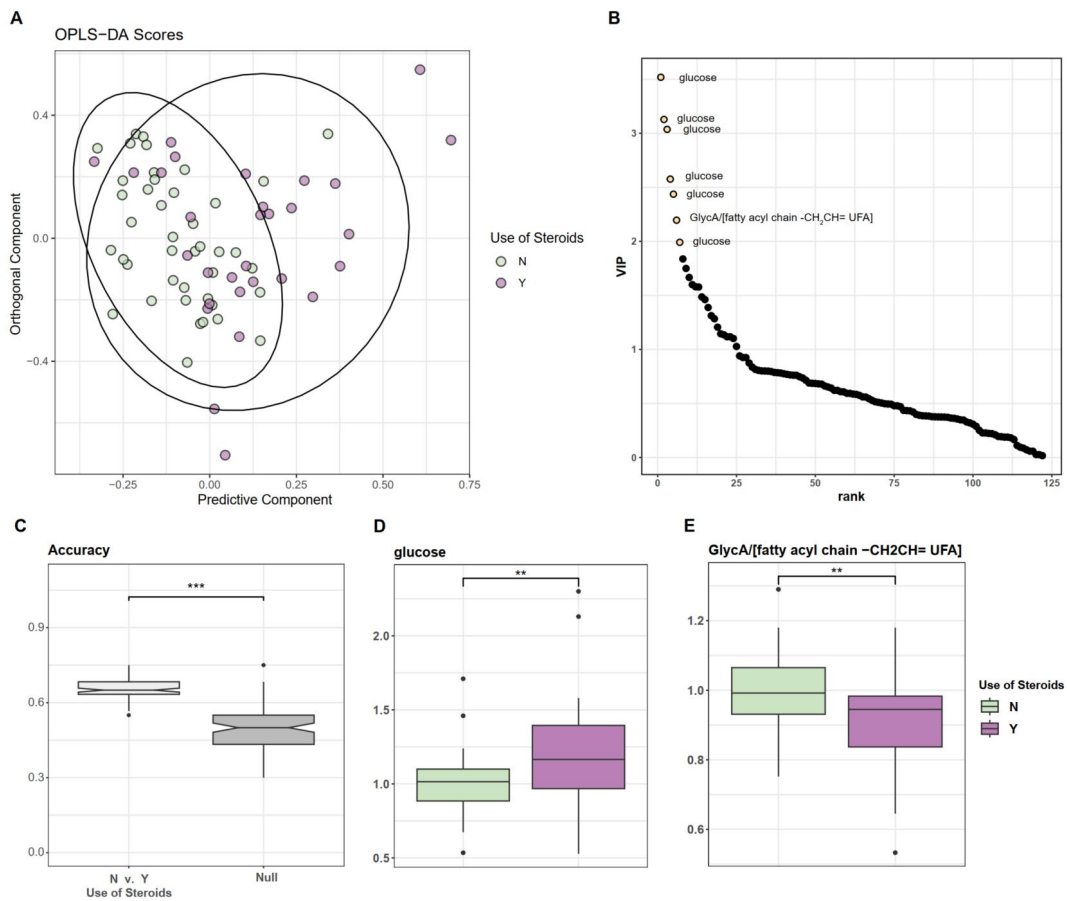 A
OPLS−DA Scores
Orthogonal Component
0.4
0.0
−0.4
−0.25
0.00
0.25
0.50
0.75
Predictive Component
Use of Steroids
N
Y
B
VIP
3
2
1
0
glucose
glucose
glucose
glucose
glucose
GlycA/[fatty acyl chain -CH₂CH= UFA]
glucose
0
25
50
75
100
125
rank
C
Accuracy
***
0.9
0.6
0.3
0.0
N v. Y
Use of Steroids
Null
D
glucose
**
2.0
1.5
1.0
0.5
E
GlycA/[fatty acyl chain −CH2CH= UFA]
**
1.2
1.0
0.8
0.6
Use of Steroids
N
Y